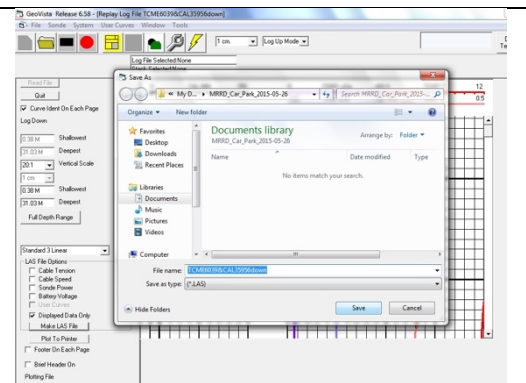 GeoVista Release 6.58 - [Replay Log File TCME6039&CAL35956down]
File Sonde System User Curves Window Tools
1 cm Log Up Mode
Log File Selected:None
Save As
My D... MRRD_Car_Park_2015-05-26 Search MRRD_Car_Park_2015-...
Organize New folder
Favorites
Desktop
Downloads
Recent Places
Libraries
Documents
Music
Pictures
Videos
Computer
Documents library
MRRD_Car_Park_2015-05-26
Arrange by: Folder
Name Date modified Type
No items match your search.
File name: TCME6039&CAL35956down
Save as type: (*.LAS)
Hide Folders Save Cancel
Read File
Quit
Curve Ident On Each Page
Log Down
0.38 M Shallowest
31.03 M Deepest
20:1 Vertical Scale
1 cm
0.38 M Shallowest
31.03 M Deepest
Full Depth Range
Standard 3 Linear
LAS File Options
Cable Tension
Cable Speed
Sonde Power
Battery Voltage
User Curves
Displayed Data Only
Make LAS File
Plot To Printer
Footer On Each Page
Brief Header On
Plotting File
12
0.5